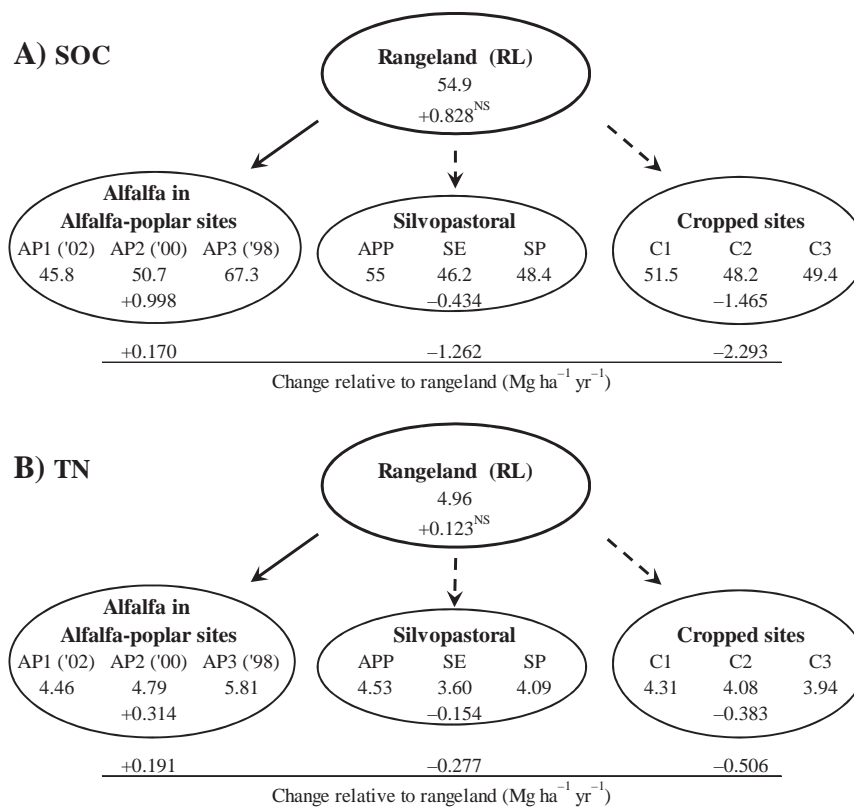 A) SOC
Rangeland (RL)
54.9
+0.828^NS
Alfalfa in
Alfalfa-poplar sites
AP1 ('02) AP2 ('00) AP3 ('98)
45.8 50.7 67.3
+0.998
Silvopastoral
APP SE SP
55 46.2 48.4
−0.434
Cropped sites
C1 C2 C3
51.5 48.2 49.4
−1.465
+0.170 −1.262 −2.293
Change relative to rangeland (Mg ha⁻¹ yr⁻¹)
B) TN
Rangeland (RL)
4.96
+0.123^NS
Alfalfa in
Alfalfa-poplar sites
AP1 ('02) AP2 ('00) AP3 ('98)
4.46 4.79 5.81
+0.314
Silvopastoral
APP SE SP
4.53 3.60 4.09
−0.154
Cropped sites
C1 C2 C3
4.31 4.08 3.94
−0.383
+0.191 −0.277 −0.506
Change relative to rangeland (Mg ha⁻¹ yr⁻¹)